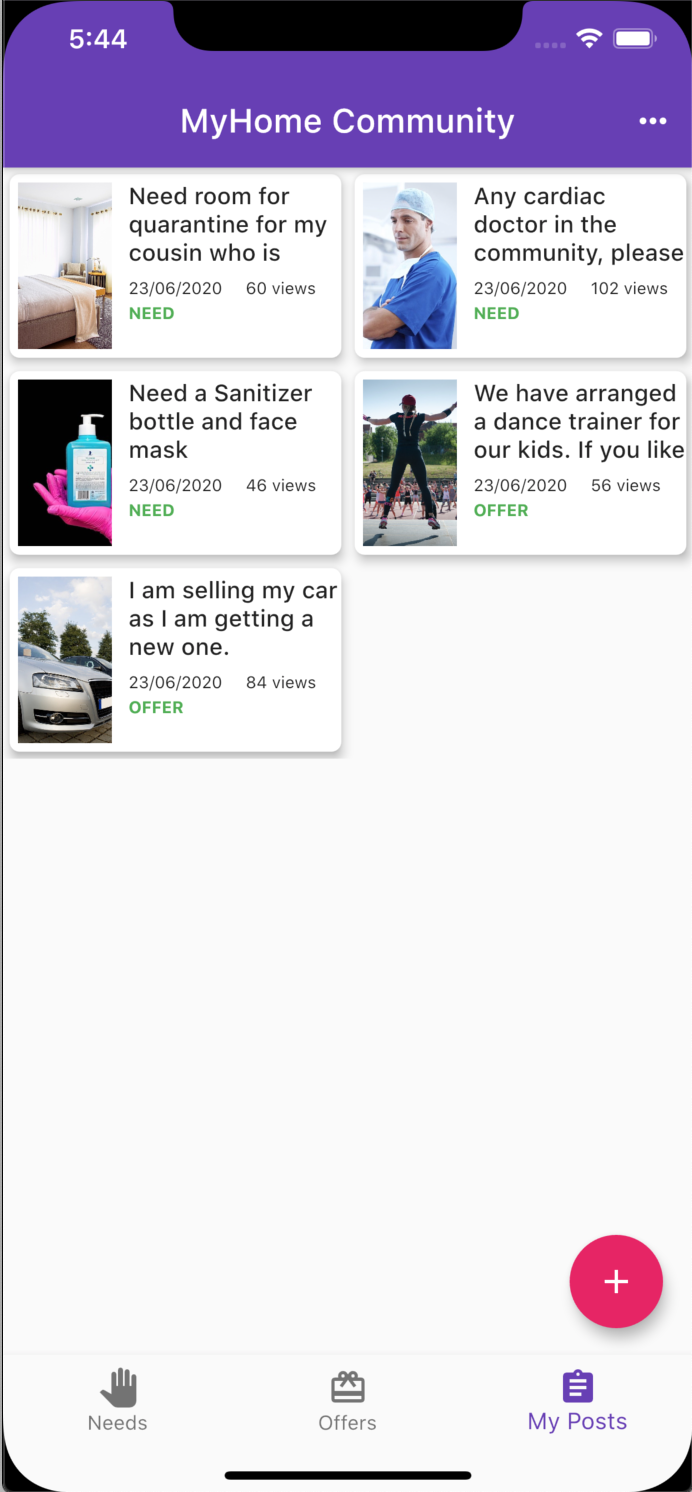 5:44
MyHome Community
Need room for
quarantine for my
cousin who is
23/06/2020 60 views
NEED
Any cardiac
doctor in the
community, please
23/06/2020 102 views
NEED
Need a Sanitizer
bottle and face
mask
23/06/2020 46 views
NEED
We have arranged
a dance trainer for
our kids. If you like
23/06/2020 56 views
OFFER
I am selling my car
as I am getting a
new one.
23/06/2020 84 views
OFFER
Needs
Offers
My Posts